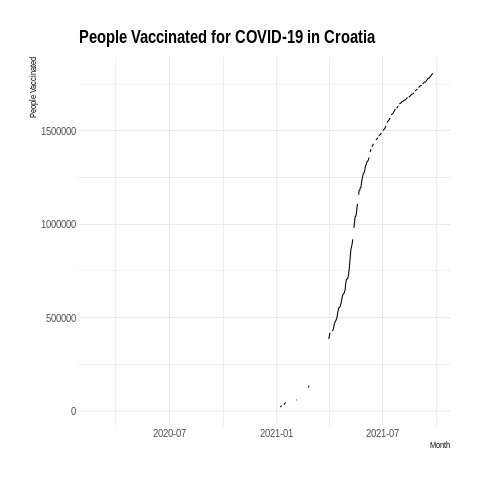 People Vaccinated for COVID-19 in Croatia
People Vaccinated
1500000
1000000
500000
0
2020-07 2021-01 2021-07
Month